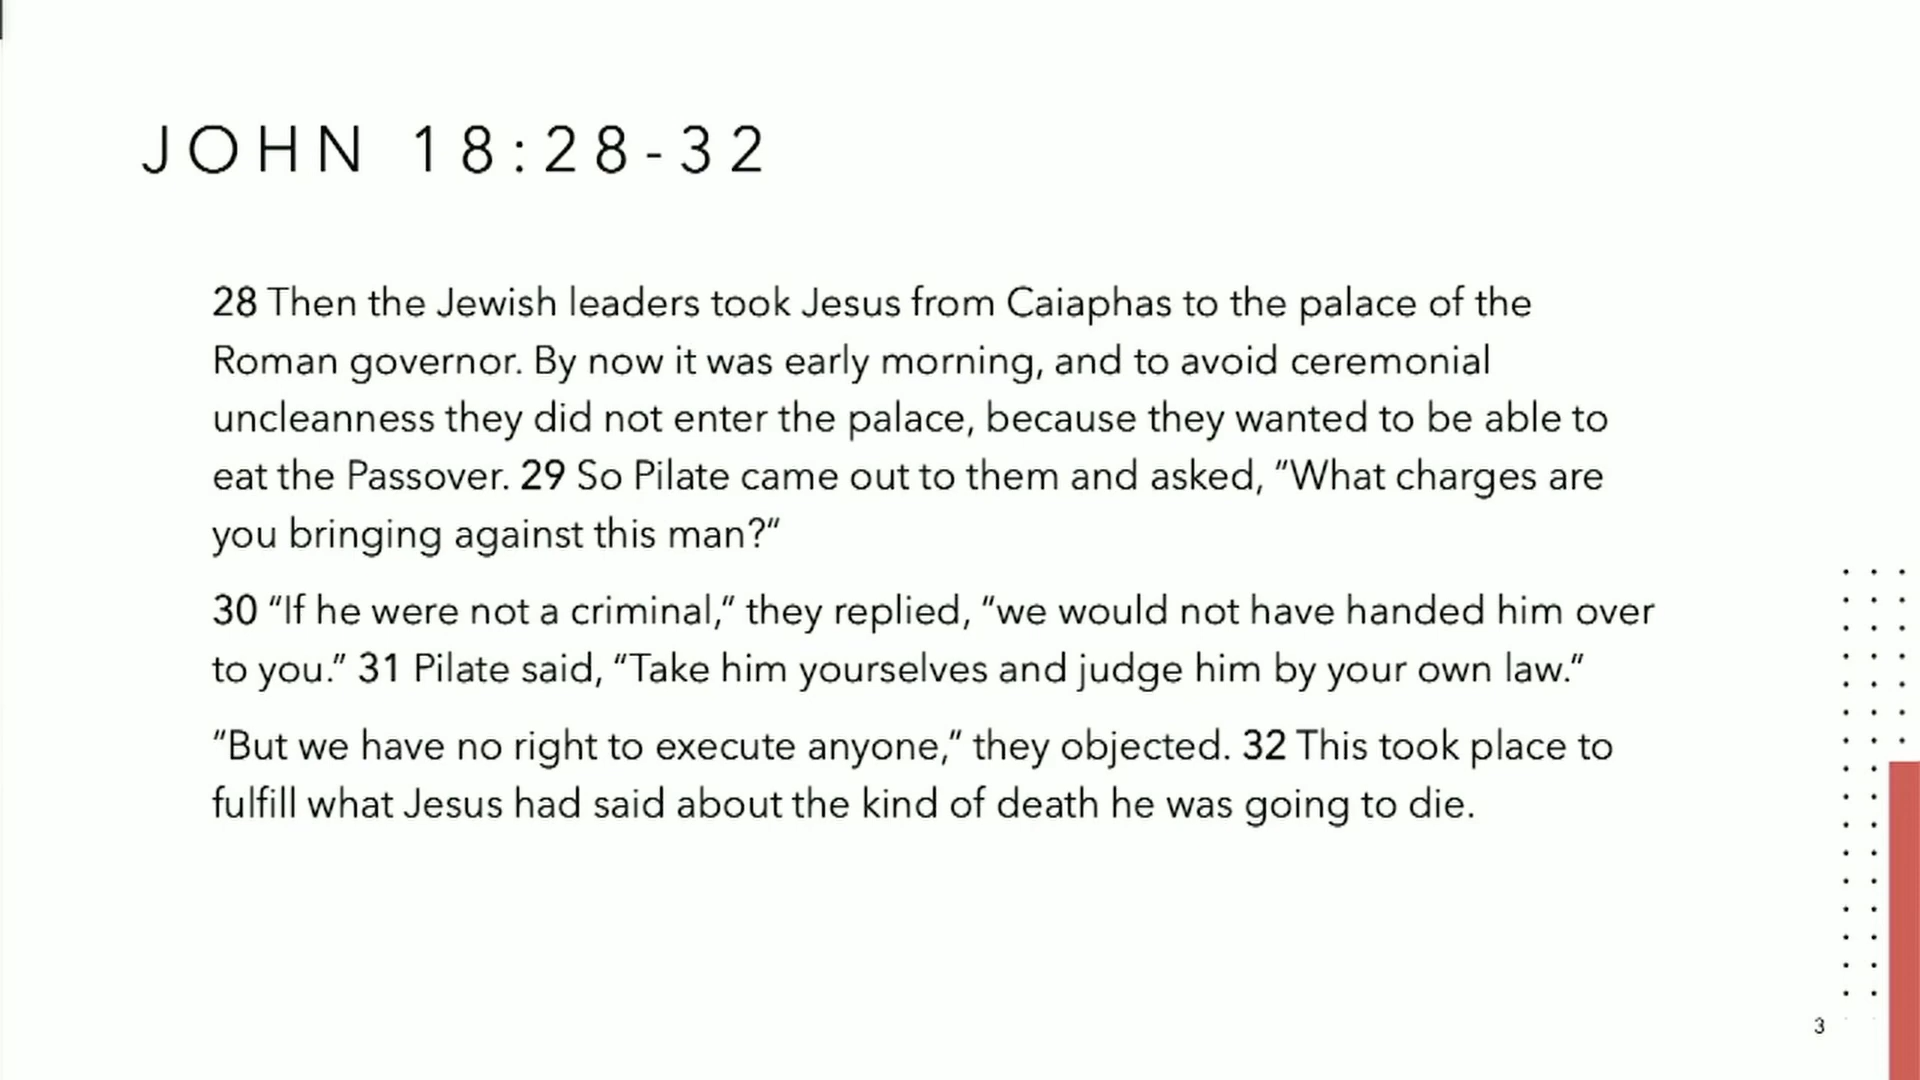 JOHN 18:28-32
28 Then the Jewish leaders took Jesus from Caiaphas to the palace of the
Roman governor. By now it was early morning, and to avoid ceremonial
uncleanness they did not enter the palace, because they wanted to be able to
eat the Passover. 29 So Pilate came out to them and asked, “What charges are
you bringing against this man?”
30 “If he were not a criminal,” they replied, “we would not have handed him over
to you.” 31 Pilate said, “Take him yourselves and judge him by your own law.”
“But we have no right to execute anyone,” they objected. 32 This took place to
fulfill what Jesus had said about the kind of death he was going to die.
3